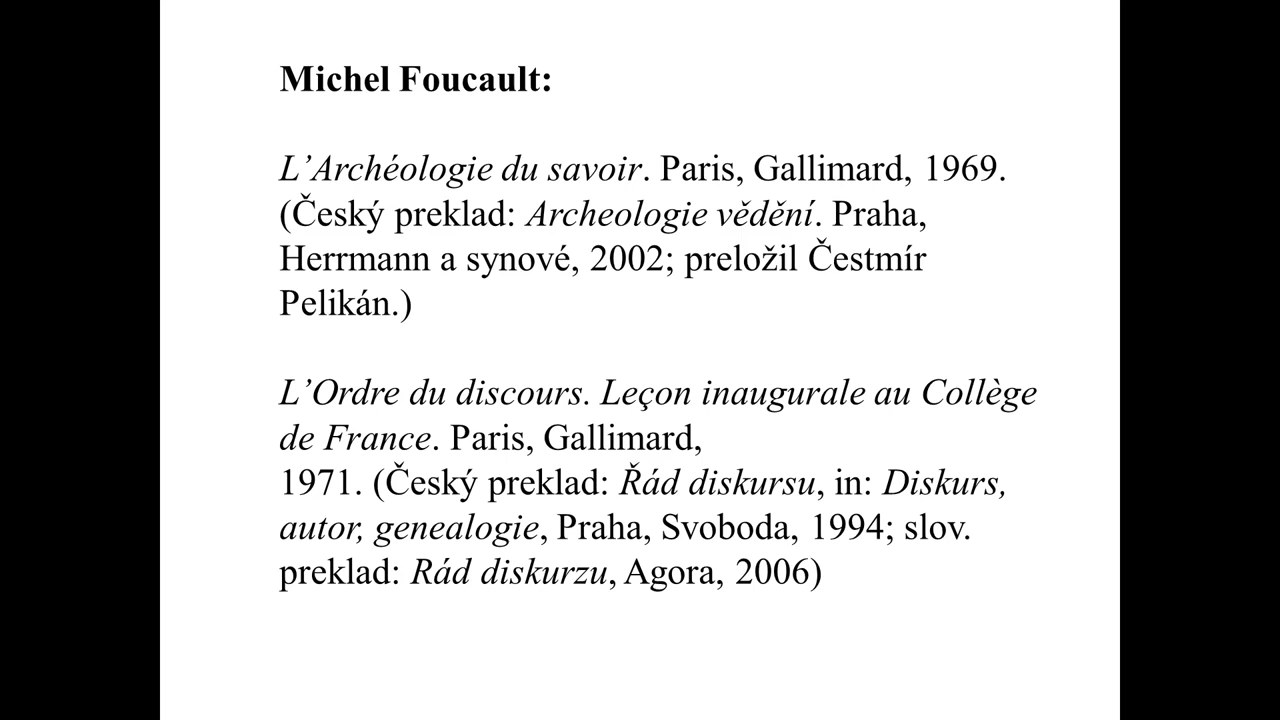 Michel Foucault:
L’Archéologie du savoir. Paris, Gallimard, 1969.
(Český preklad: Archeologie vědění. Praha,
Herrmann a synové, 2002; preložil Čestmír
Pelikán.)
L’Ordre du discours. Leçon inaugurale au Collège
de France. Paris, Gallimard,
1971. (Český preklad: Řád diskursu, in: Diskurs,
autor, genealogie, Praha, Svoboda, 1994; slov.
preklad: Rád diskurzu, Agora, 2006)